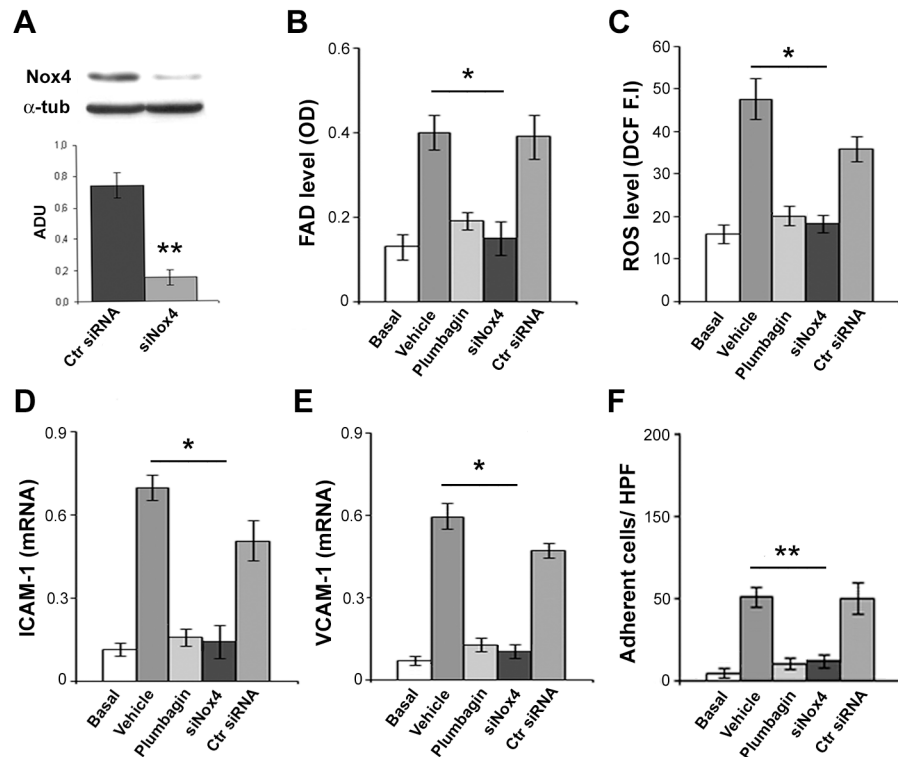 A
Nox4
α-tub
ADU
1,0
0,8
0,6
0,4
0,2
0,0
**
Ctr siRNA
siNox4
B
FAD level (OD)
0.6
0.4
0.2
0
*
Basal
Vehicle
Plumbagin
siNox4
Ctr siRNA
C
ROS level (DCF F.I)
60
50
40
30
20
10
0
*
Basal
Vehicle
Plumbagin
siNox4
Ctr siRNA
D
ICAM-1 (mRNA)
0.9
0.6
0.3
0
*
Basal
Vehicle
Plumbagin
siNox4
Ctr siRNA
E
VCAM-1 (mRNA)
0.9
0.6
0.3
0
*
Basal
Vehicle
Plumbagin
siNox4
Ctr siRNA
F
Adherent cells/ HPF
200
150
50
0
**
Basal
Vehicle
Plumbagin
siNox4
Ctr siRNA